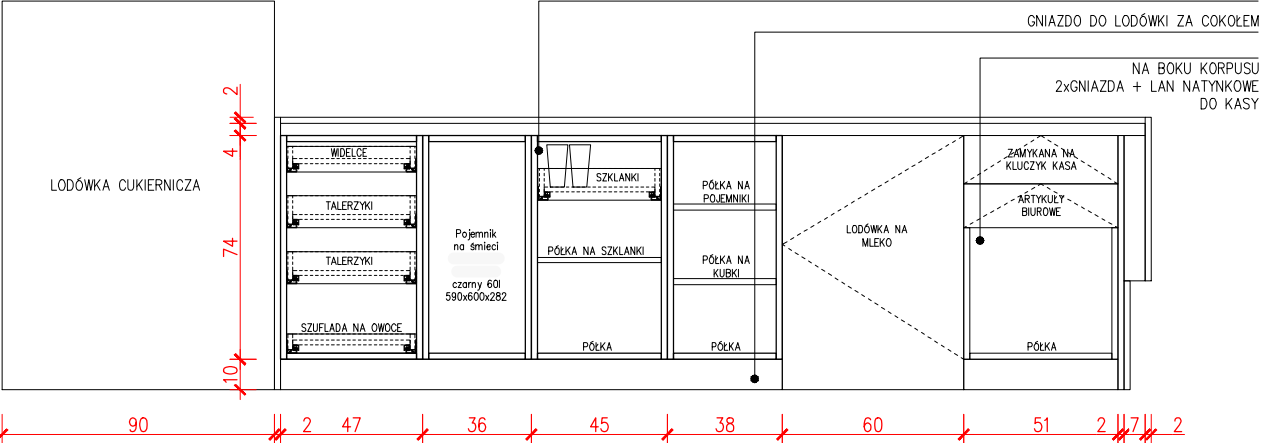 GNIAZDO DO LODÓWKI ZA COKOŁEM
NA BOKU KORPUSU
2xGNIAZDA + LAN NATYNKOWE
DO KASY
2
4
74
10
LODÓWKA CUKIERNICZA
WIDELCE
TALERZYKI
TALERZYKI
SZUFLADA NA OWOCE
Pojemnik
na śmieci
czarny 60l
590x600x282
SZKLANKI
PÓŁKA NA SZKLANKI
PÓŁKA
PÓŁKA NA
POJEMNIKI
PÓŁKA NA
KUBKI
PÓŁKA
LODÓWKA NA
MLEKO
ZAMYKANA NA
KLUCZYK KASA
ARTYKUŁY
BIUROWE
PÓŁKA
90 2 47 36 45 38 60 51 2 7 2